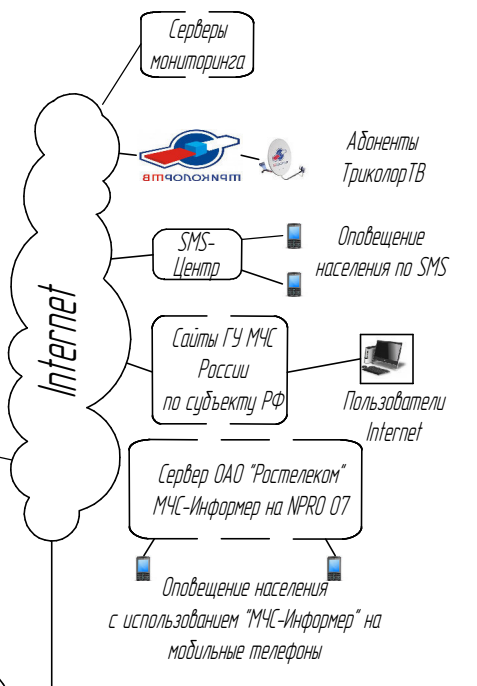 Серверы
мониторинга
ТРИКОЛОРТВ
Абоненты
ТриколорТВ
SMS-
Центр
Оповещение
населения по SMS
Internet
Сайты ГУ МЧС
России
по субъекту РФ
Пользователи
Internet
Сервер ОАО "Ростелеком"
МЧС-Информер на NPRO 07
Оповещение населения
с использованием "МЧС-Информер" на
мобильные телефоны